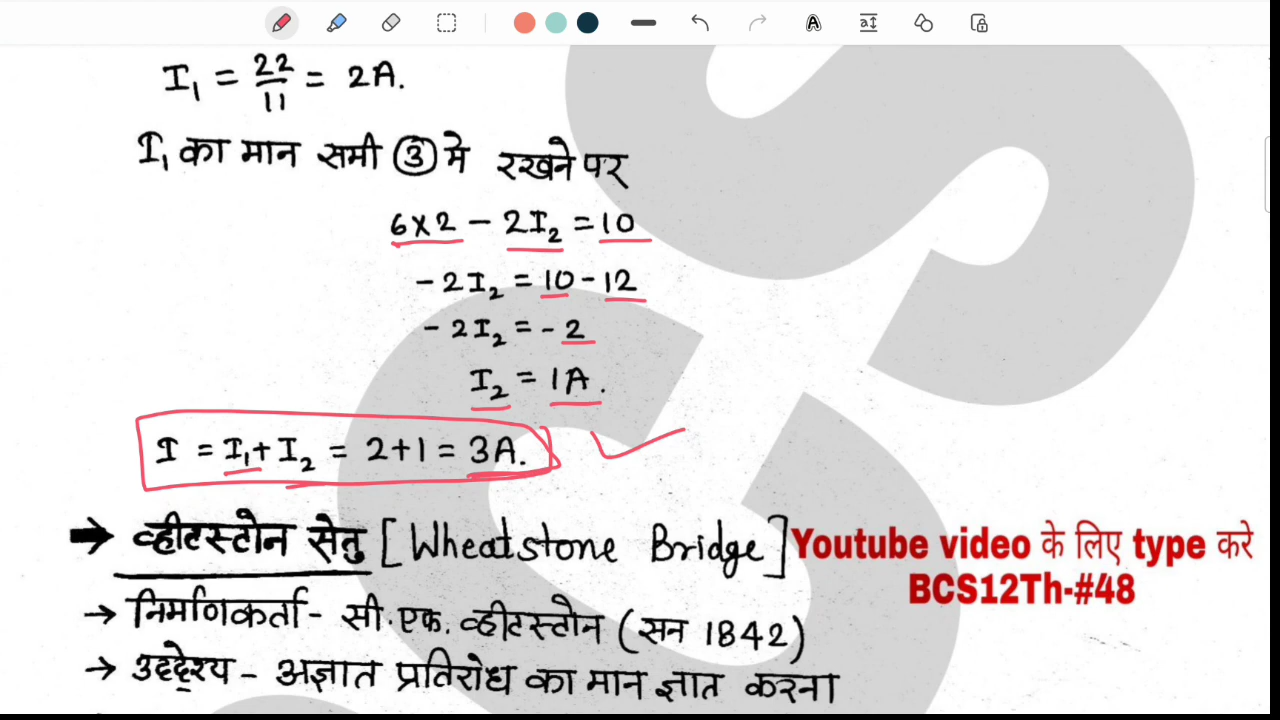 I₁ = 22/11 = 2A.
I₁ का मान समी ③ मे रखने पर
6×2 - 2I₂ = 10
-2I₂ = 10-12
-2I₂ = -2
I₂ = 1A.
I = I₁+I₂ = 2+1 = 3A.
➡ व्हीटस्टोन सेतु [Wheatstone Bridge]
Youtube video के लिए type करे
BCS12Th-#48
→ निर्माणकर्ता - सी.एफ. व्हीटस्टोन (सन 1842)
→ उद्देश्य - अज्ञात प्रतिरोध का मान ज्ञात करना